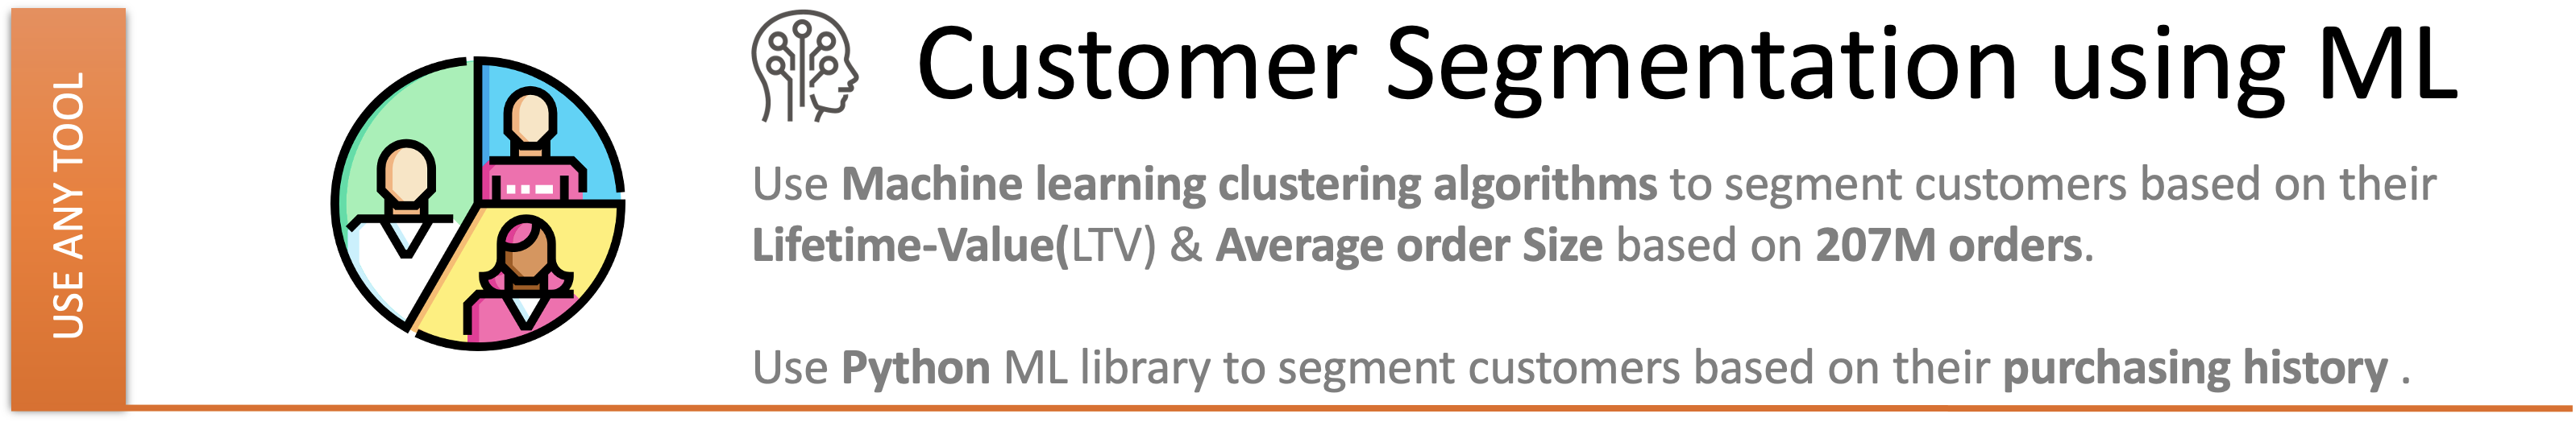 USE ANY TOOL
Customer Segmentation using ML
Use Machine learning clustering algorithms to segment customers based on their
Lifetime-Value(LTV) & Average order Size based on 207M orders.
Use Python ML library to segment customers based on their purchasing history .